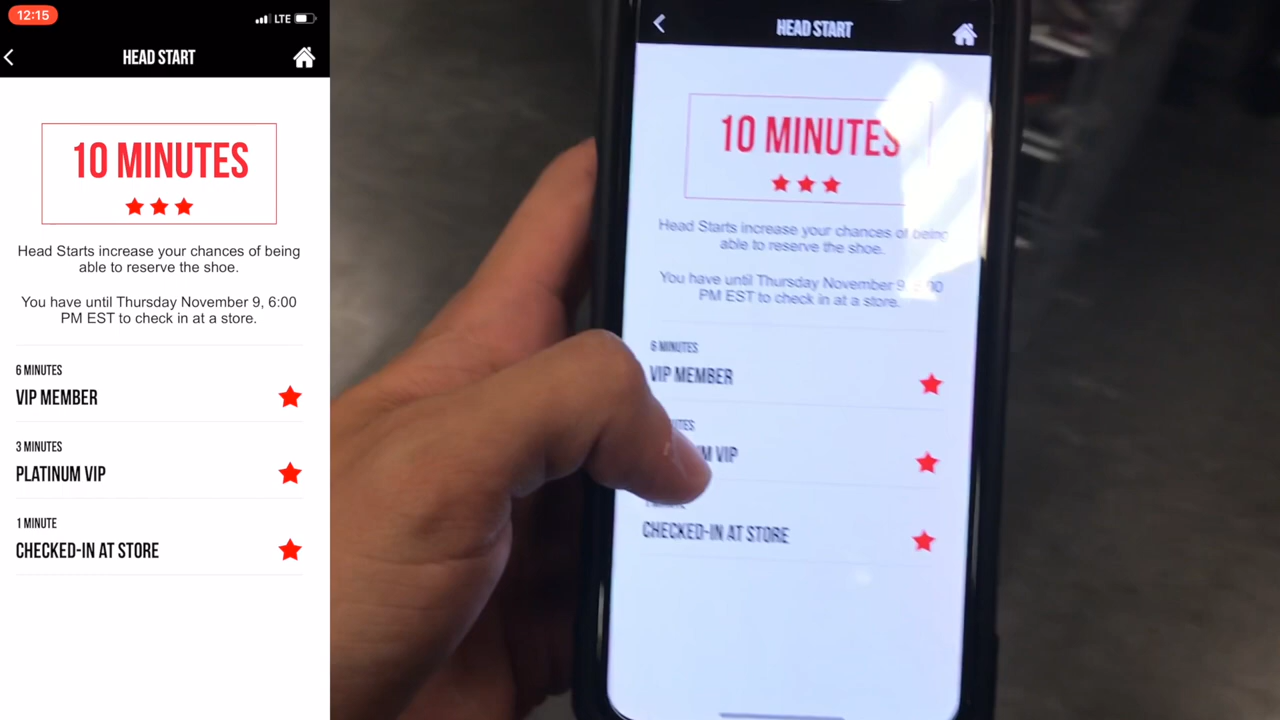 12:15
LTE
HEAD START
10 MINUTES
Head Starts increase your chances of being
able to reserve the shoe.
You have until Thursday November 9, 6:00
PM EST to check in at a store.
6 MINUTES
VIP MEMBER
3 MINUTES
PLATINUM VIP
1 MINUTE
CHECKED-IN AT STORE
HEAD START
10 MINUTES
Head Starts increase your chances of being
able to reserve the shoe.
You have until Thursday November 9 00
PM EST to check in at a store.
6 MINUTES
VIP MEMBER
VIP
CHECKED-IN AT STORE